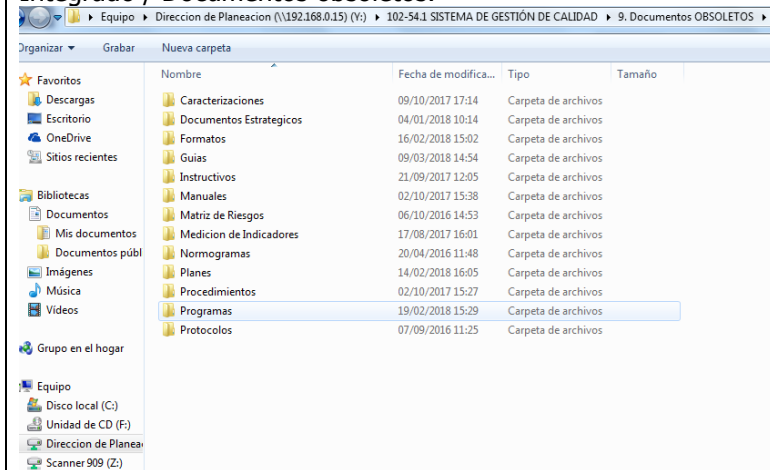 Integrado / Documentos obsoletos.
Equipo ▸ Direccion de Planeacion (\\192.168.0.15) (Y:) ▸ 102-54.1 SISTEMA DE GESTIÓN DE CALIDAD ▸ 9. Documentos OBSOLETOS ▸
Organizar Grabar Nueva carpeta
Nombre Fecha de modifica... Tipo Tamaño
Favoritos
Descargas
Escritorio
OneDrive
Sitios recientes
Bibliotecas
Documentos
Mis documentos
Documentos públ
Imágenes
Música
Vídeos
Grupo en el hogar
Equipo
Disco local (C:)
Unidad de CD (F:)
Direccion de Planea
Scanner 909 (Z:)
Caracterizaciones 09/10/2017 17:14 Carpeta de archivos
Documentos Estrategicos 04/01/2018 10:14 Carpeta de archivos
Formatos 16/02/2018 15:02 Carpeta de archivos
Guias 09/03/2018 14:54 Carpeta de archivos
Instructivos 21/09/2017 12:05 Carpeta de archivos
Manuales 02/10/2017 15:38 Carpeta de archivos
Matriz de Riesgos 06/10/2016 14:53 Carpeta de archivos
Medicion de Indicadores 17/08/2017 16:01 Carpeta de archivos
Normogramas 20/04/2016 11:48 Carpeta de archivos
Planes 14/02/2018 16:05 Carpeta de archivos
Procedimientos 02/10/2017 15:27 Carpeta de archivos
Programas 19/02/2018 15:29 Carpeta de archivos
Protocolos 07/09/2016 11:25 Carpeta de archivos